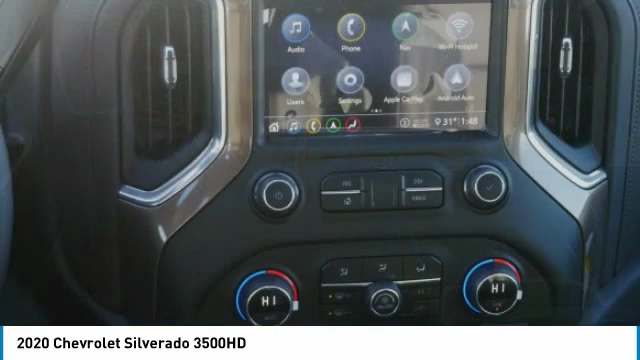 Audio Phone Nav Wi-Fi Hotspot
Users Settings Apple CarPlay Android Auto
31° 1:48
HI HI
2020 Chevrolet Silverado 3500HD